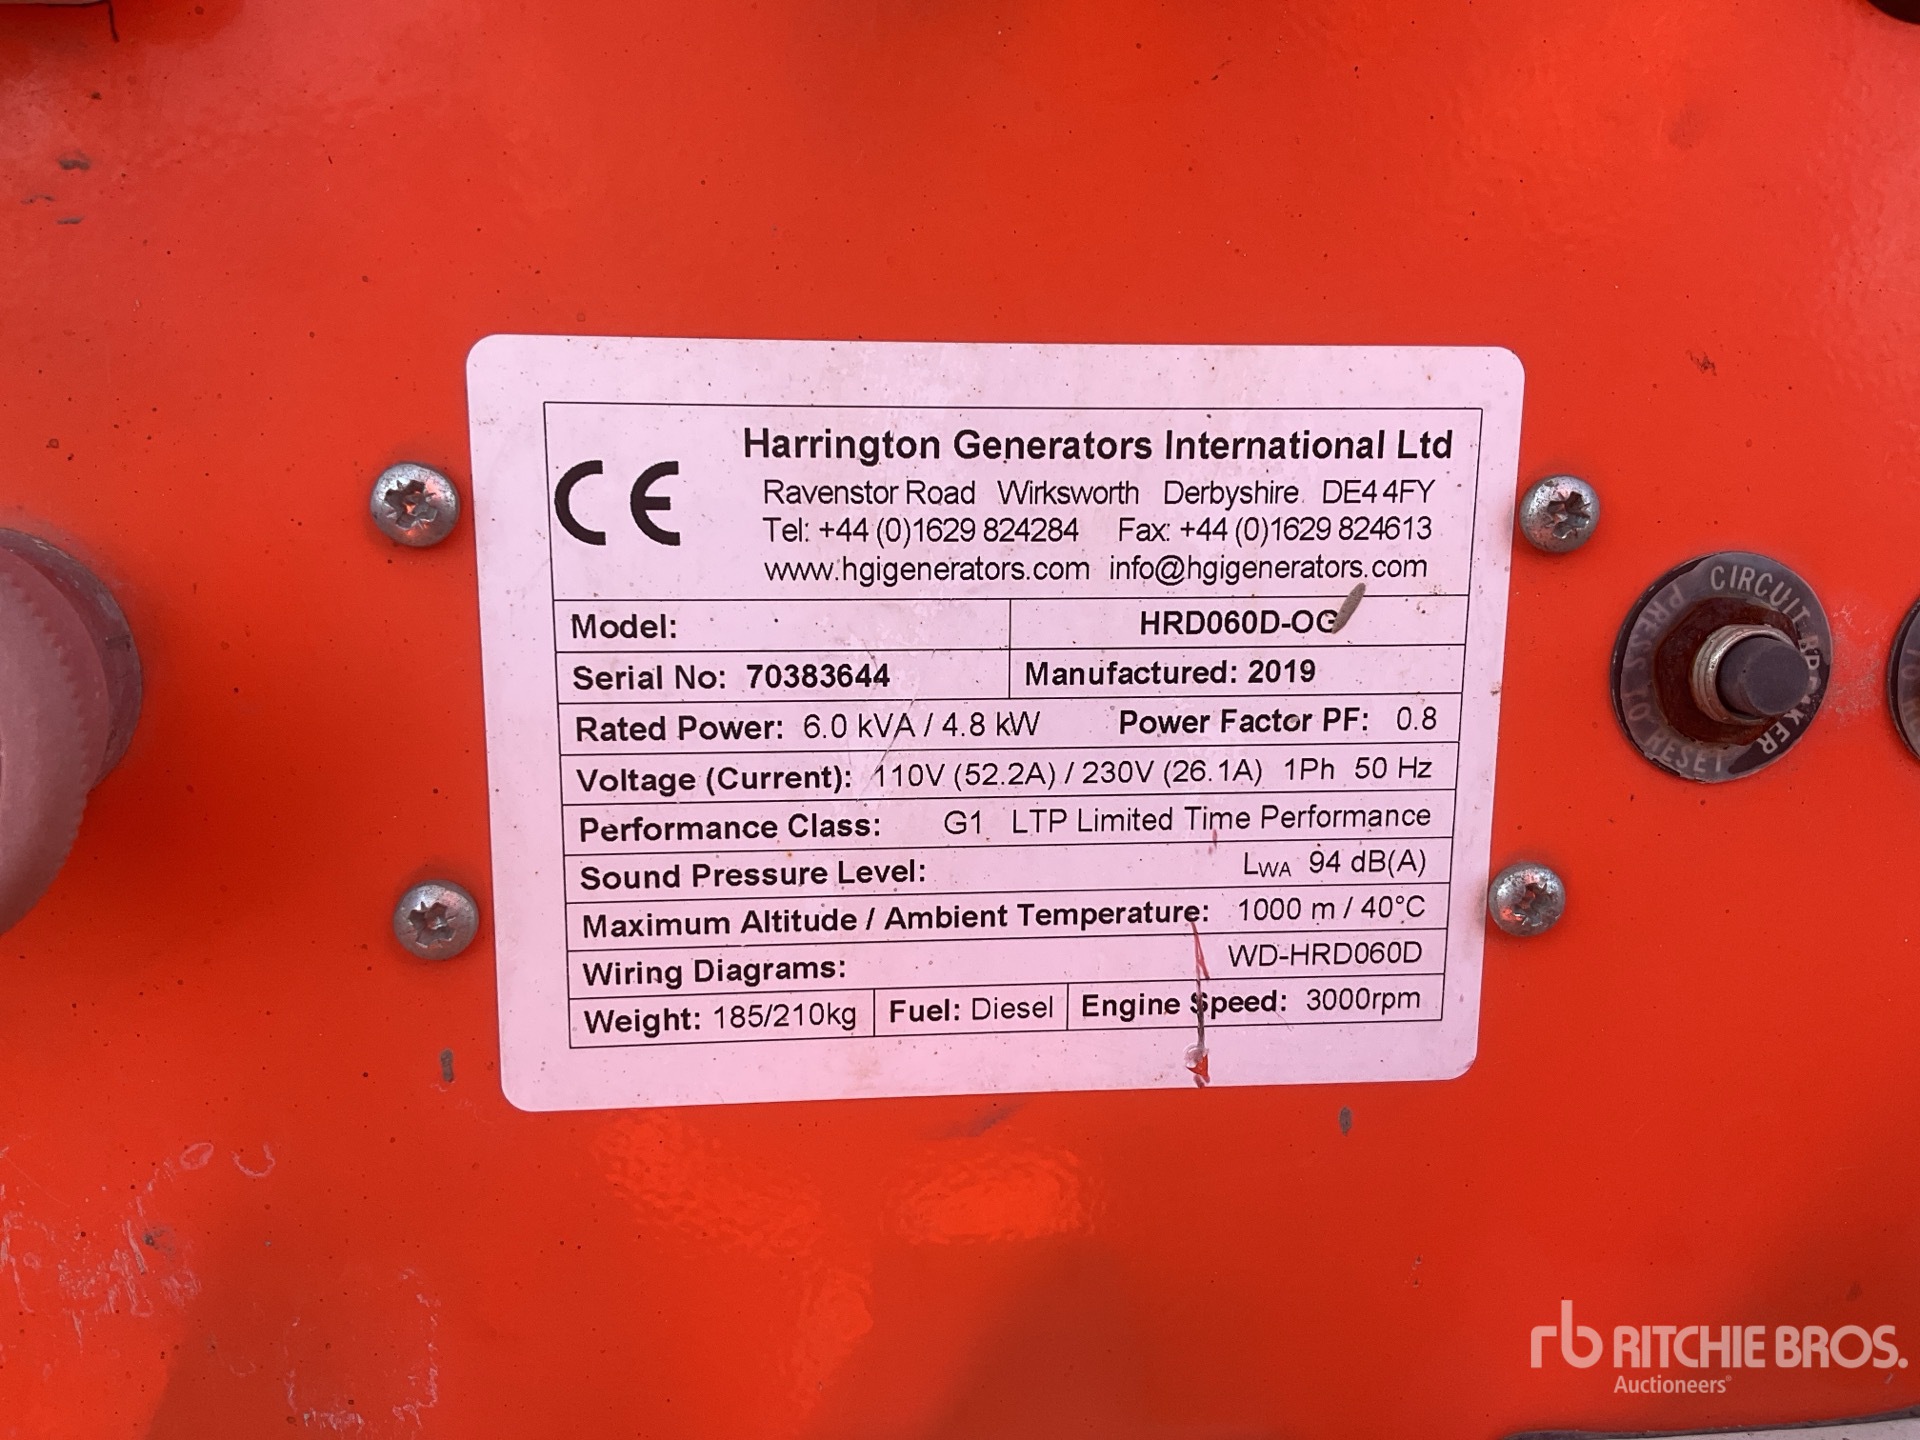 CE
Harrington Generators International Ltd
Ravenstor Road Wirksworth Derbyshire. DE4 4FY
Tel: +44 (0)1629 824284 Fax: +44 (0)1629 824613
www.hgigenerators.com info@hgigenerators.com
Model: HRD060D-OG
Serial No: 70383644 Manufactured: 2019
Rated Power: 6.0 kVA / 4.8 kW Power Factor PF: 0.8
Voltage (Current): 110V (52.2A) / 230V (26.1A) 1Ph 50 Hz
Performance Class: G1 LTP Limited Time Performance
Sound Pressure Level: LWA 94 dB(A)
Maximum Altitude / Ambient Temperature: 1000 m / 40°C
Wiring Diagrams: WD-HRD060D
Weight: 185/210kg Fuel: Diesel Engine Speed: 3000rpm
CIRCUIT BREAKER
PRESS TO RESET
rb RITCHIE BROS.
Auctioneers®